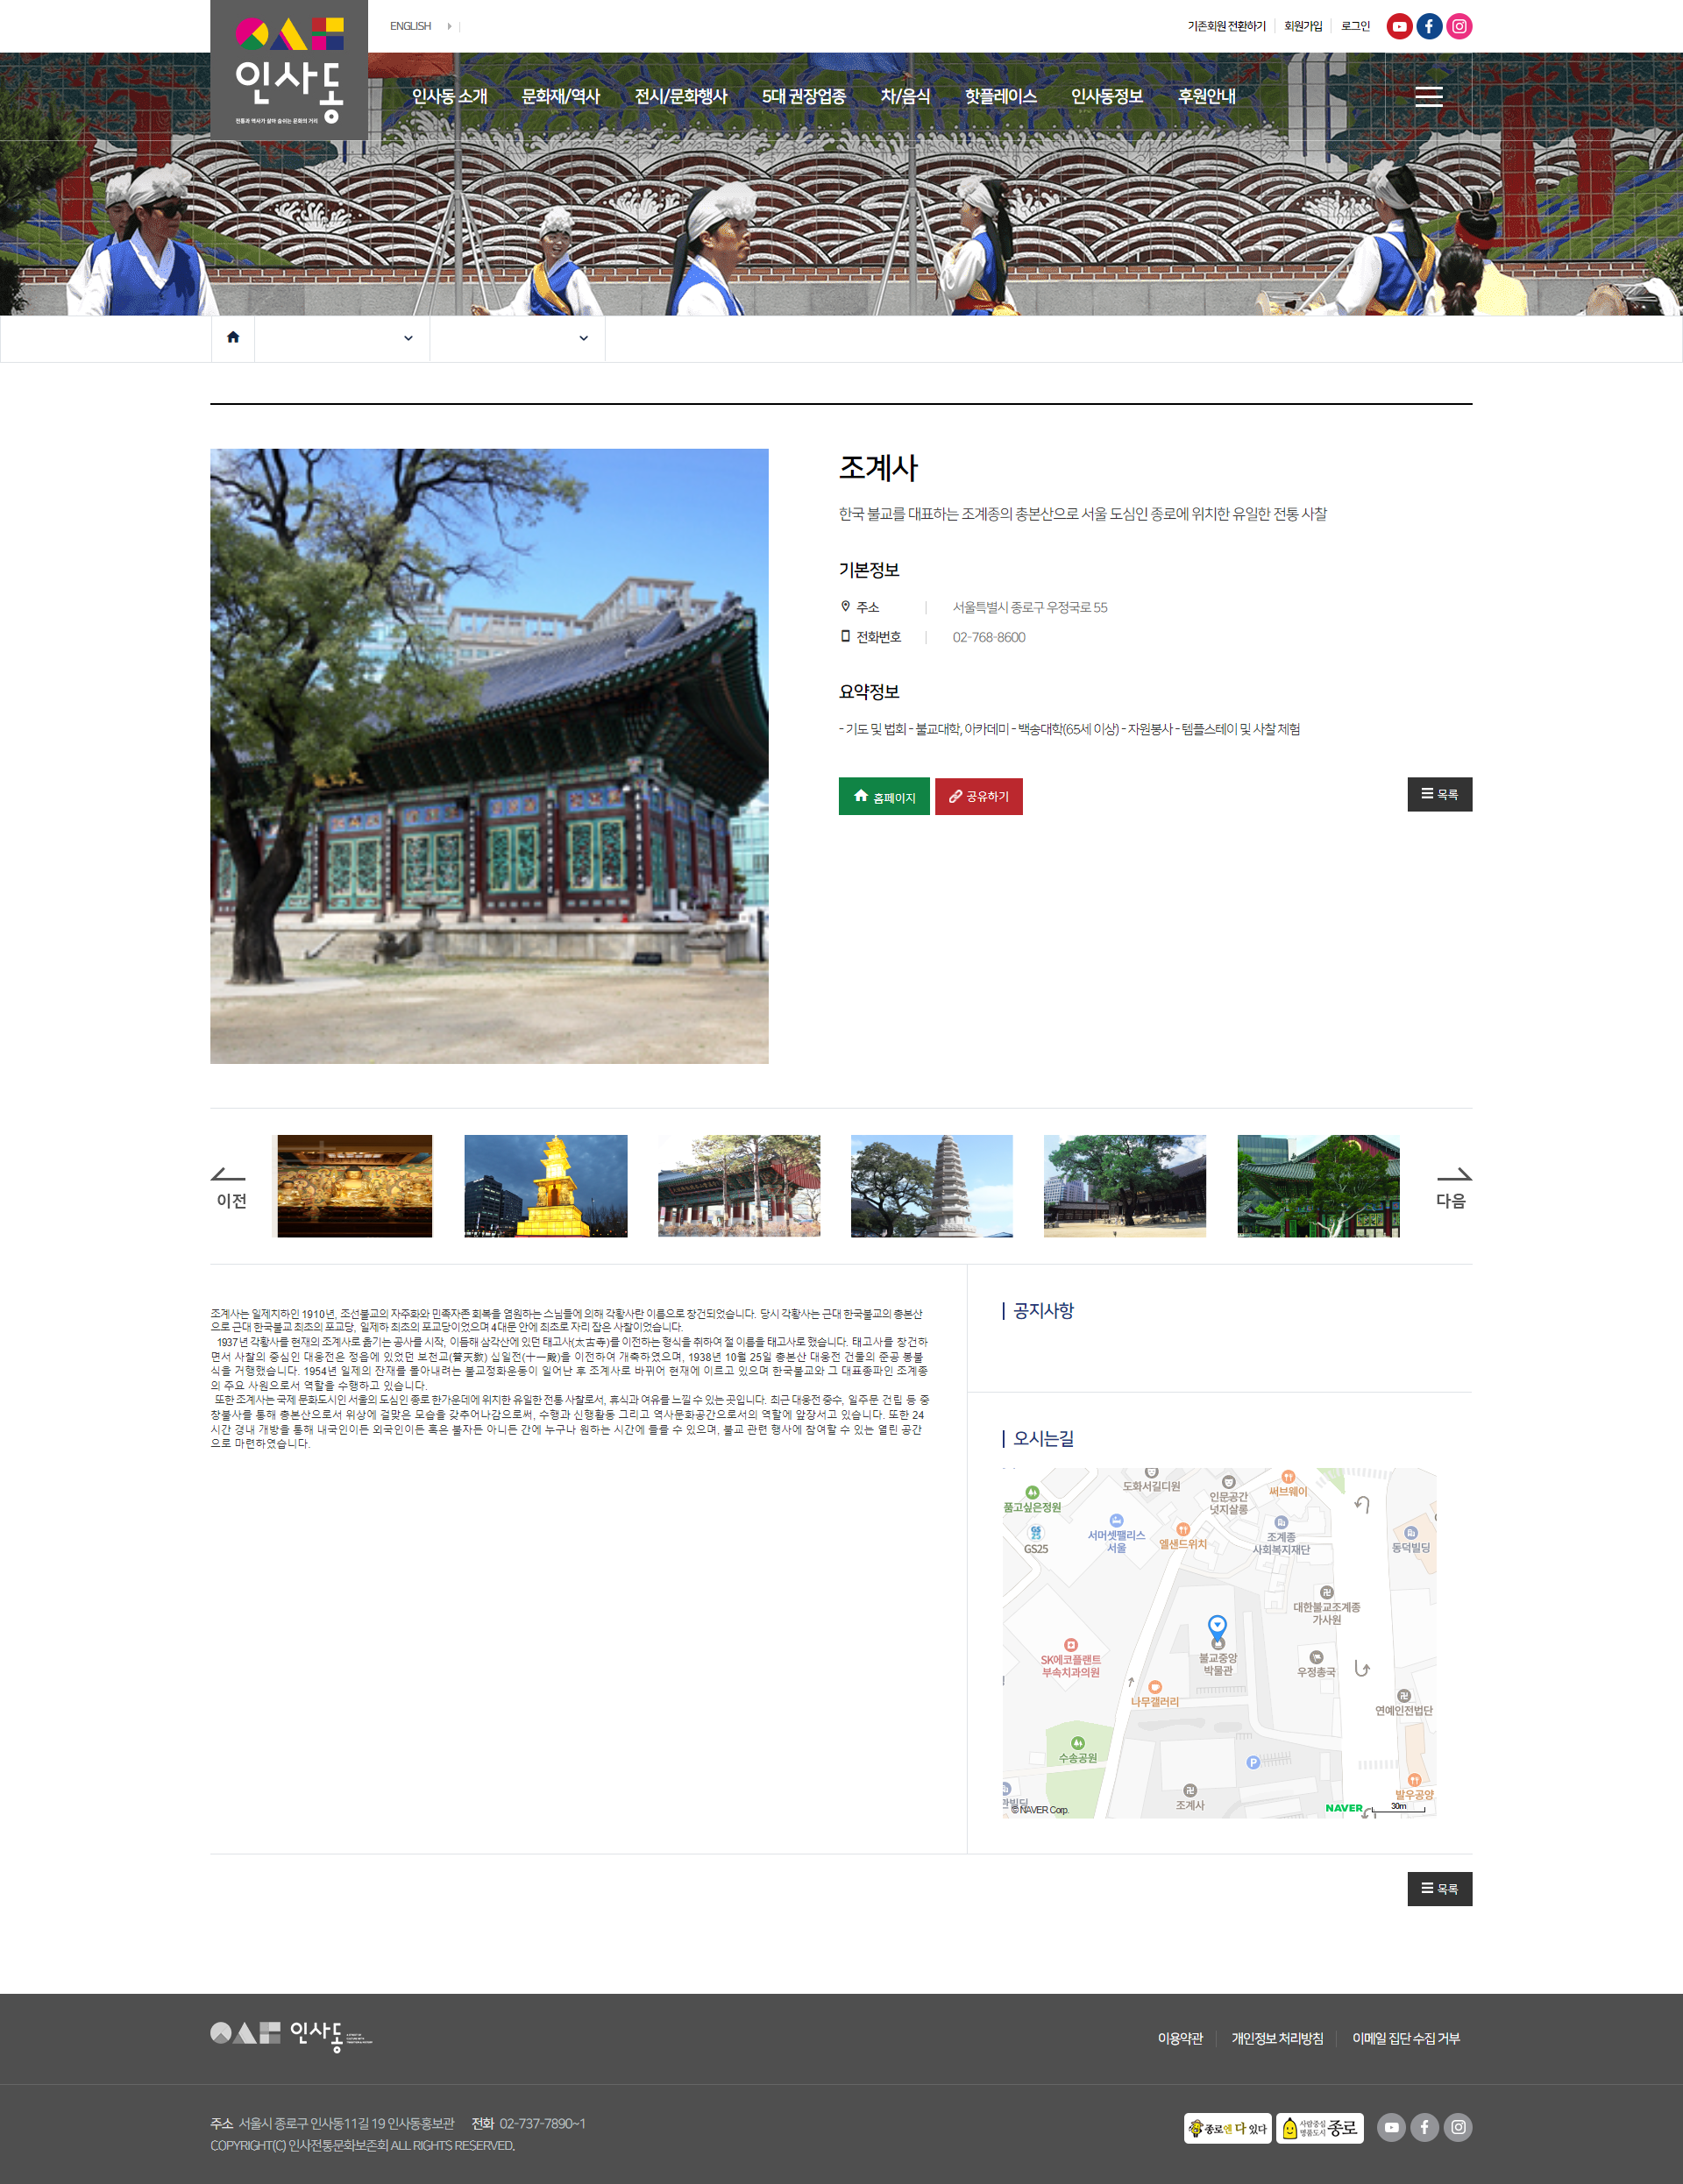 ENGLISH
기존회원 전환하기 회원가입 로그인
인사동
전통과 역사가 살아 숨쉬는 문화의 거리
인사동 소개 문화재/역사 전시/문화행사 5대 권장업종 차/음식 핫플레이스 인사동정보 후원안내
조계사
한국 불교를 대표하는 조계종의 총본산으로 서울 도심인 종로에 위치한 유일한 전통 사찰
기본정보
주소 서울특별시 종로구 우정국로 55
전화번호 02-768-8600
요약정보
- 기도 및 법회 - 불교대학, 아카데미 - 백송대학(65세 이상) - 자원봉사 - 템플스테이 및 사찰 체험
홈페이지 공유하기 목록
이전 다음
조계사는 일제치하인 1910년, 조선불교의 자주화와 민족자존 회복을 염원하는 스님들에 의해 각황사란 이름으로 창건되었습니다. 당시 각황사는 근대 한국불교의 총본산
으로 근대 한국불교 최초의 포교당, 일제하 최초의 포교당이었으며 4대문 안에 최초로 자리 잡은 사찰이었습니다.
1937년 각황사를 현재의 조계사로 옮기는 공사를 시작, 이듬해 삼각산에 있던 태고사(太古寺)를 이전하는 형식을 취하여 절 이름을 태고사로 했습니다. 태고사를 창건하
면서 사찰의 중심인 대웅전은 정읍에 있었던 보천교(普天敎) 십일전(十一殿)을 이전하여 개축하였으며, 1938년 10월 25일 총본산 대웅전 건물의 준공 봉불
식을 거행했습니다. 1954년 일제의 잔재를 몰아내려는 불교정화운동이 일어난 후 조계사로 바뀌어 현재에 이르고 있으며 한국불교와 그 대표종파인 조계종
의 주요 사원으로서 역할을 수행하고 있습니다.
또한 조계사는 국제 문화도시인 서울의 도심인 종로 한가운데에 위치한 유일한 전통 사찰로서, 휴식과 여유를 느낄 수 있는 곳입니다. 최근 대웅전 중수, 일주문 건립 등 중
창불사를 통해 총본산으로서 위상에 걸맞은 모습을 갖추어나감으로써, 수행과 신행활동 그리고 역사문화공간으로서의 역할에 앞장서고 있습니다. 또한 24
시간 경내 개방을 통해 내국인이든 외국인이든 혹은 불자든 아니든 간에 누구나 원하는 시간에 들를 수 있으며, 불교 관련 행사에 참여할 수 있는 열린 공간
으로 마련하였습니다.
공지사항
오시는길
도화서길디원
써브웨이
인문공간
넛지살롱
품고싶은정원
GS25
서머셋팰리스
서울
엘샌드위치
조계종
사회복지재단
동덕빌딩
대한불교조계종
가사원
SK에코플랜트
부속치과의원
불교중앙
박물관
우정총국
나무갤러리
연예인전법단
수송공원
P
발우공양
조계사
© NAVER Corp.
NAVER 30m
목록
인사동
이용약관 개인정보 처리방침 이메일 집단 수집 거부
주소 서울시 종로구 인사동11길 19 인사동홍보관 전화 02-737-7890~1
종로엔 다 있다 사람중심 명품도시 종로
COPYRIGHT(C) 인사전통문화보존회 ALL RIGHTS RESERVED.